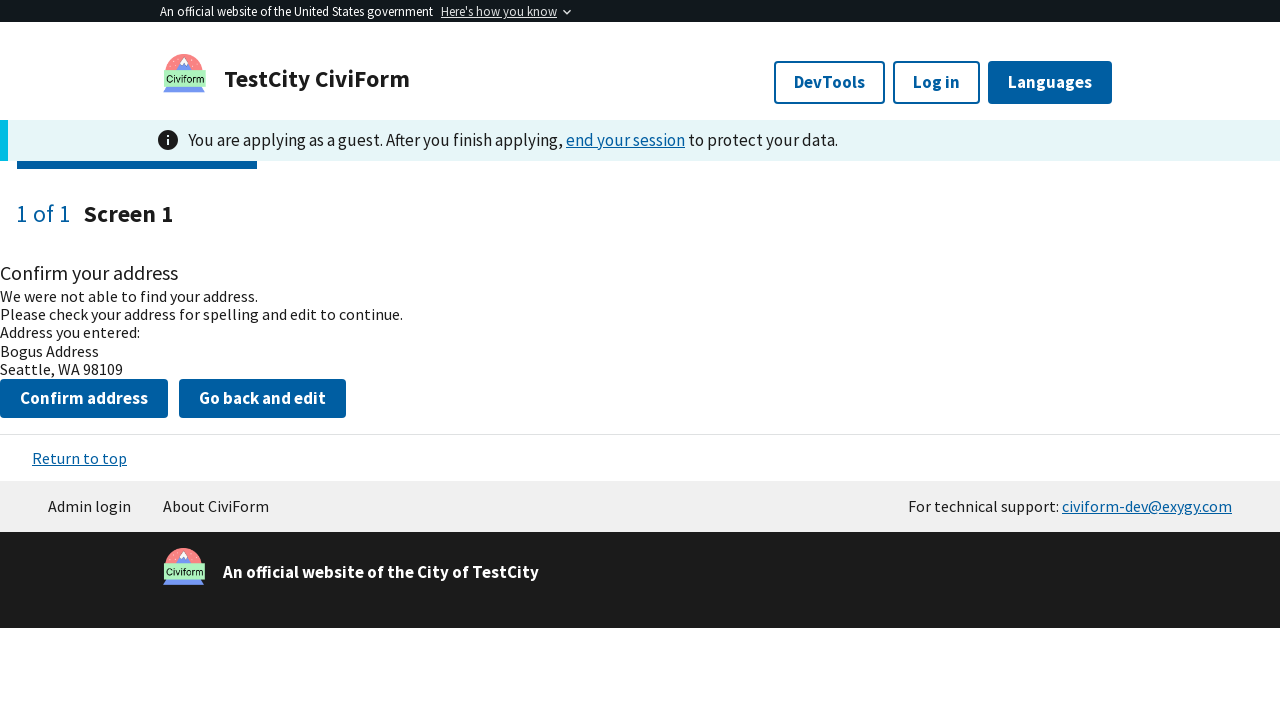 An official website of the United States government Here's how you know
Civiform
TestCity CiviForm
DevTools
Log in
Languages
You are applying as a guest. After you finish applying, end your session to protect your data.
1 of 1 Screen 1
Confirm your address
We were not able to find your address.
Please check your address for spelling and edit to continue.
Address you entered:
Bogus Address
Seattle, WA 98109
Confirm address
Go back and edit
Return to top
Admin login
About CiviForm
For technical support: civiform-dev@exygy.com
Civiform
An official website of the City of TestCity